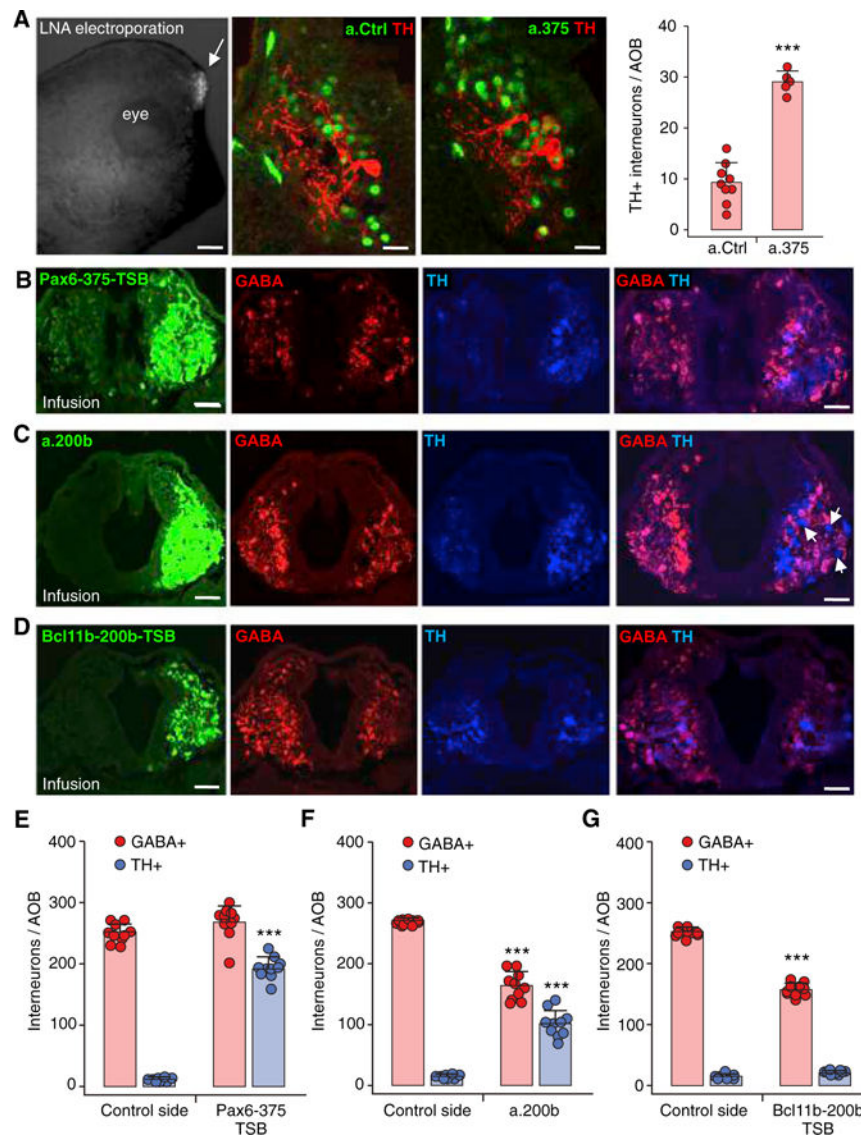 A
LNA electroporation
eye
a.Ctrl TH
a.375 TH
TH+ interneurons / AOB
40
30
20
10
0
***
a.Ctrl
a.375
B
Pax6-375-TSB
Infusion
GABA
TH
GABA TH
C
a.200b
Infusion
GABA
TH
GABA TH
D
Bcl11b-200b-TSB
Infusion
GABA
TH
GABA TH
E
Interneurons / AOB
400
300
200
100
0
GABA+
TH+
***
Control side
Pax6-375
TSB
F
Interneurons / AOB
400
300
200
100
0
GABA+
TH+
***
***
Control side
a.200b
G
Interneurons / AOB
400
300
200
100
0
GABA+
TH+
***
Control side
Bcl11b-200b
TSB